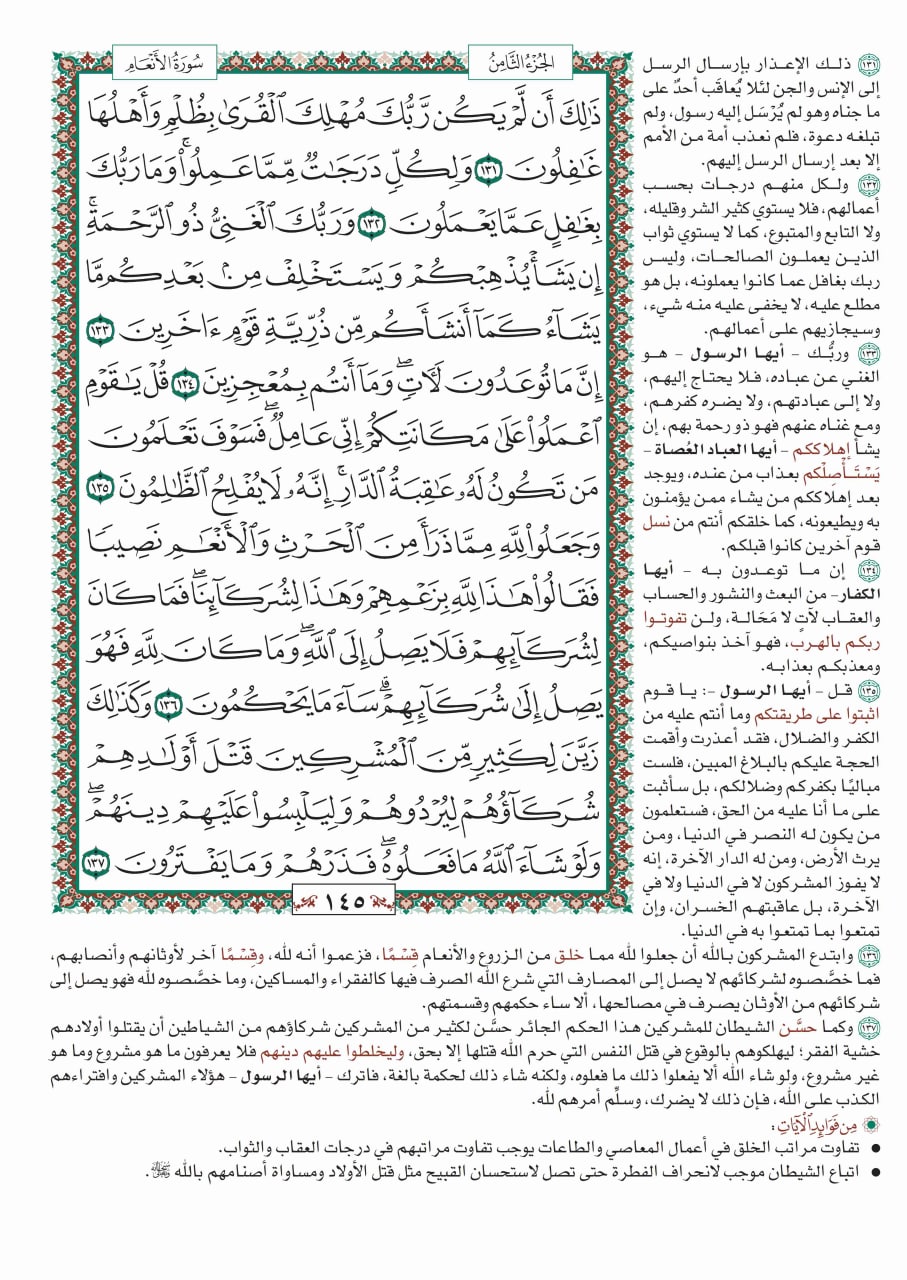 الجُزْءُ الثَّامِنُ
سُورَةُ الأَنْعَامِ
ذَٰلِكَ أَن لَّمْ يَكُن رَّبُّكَ مُهْلِكَ ٱلْقُرَىٰ بِظُلْمٍ وَأَهْلُهَا
غَٰفِلُونَ ١٣١ وَلِكُلٍّ دَرَجَٰتٌ مِّمَّا عَمِلُوا۟ ۚ وَمَا رَبُّكَ
بِغَٰفِلٍ عَمَّا يَعْمَلُونَ ١٣٢ وَرَبُّكَ ٱلْغَنِىُّ ذُو ٱلرَّحْمَةِ ۚ
إِن يَشَأْ يُذْهِبْكُمْ وَيَسْتَخْلِفْ مِنۢ بَعْدِكُم مَّا
يَشَآءُ كَمَآ أَنشَأَكُم مِّن ذُرِّيَّةِ قَوْمٍ ءَاخَرِينَ ١٣٣
إِنَّ مَا تُوعَدُونَ لَءَاتٍ ۖ وَمَآ أَنتُم بِمُعْجِزِينَ ١٣٤ قُلْ يَٰقَوْمِ
ٱعْمَلُوا۟ عَلَىٰ مَكَانَتِكُمْ إِنِّى عَامِلٌ ۖ فَسَوْفَ تَعْلَمُونَ
مَن تَكُونُ لَهُۥ عَٰقِبَةُ ٱلدَّارِ ۗ إِنَّهُۥ لَا يُفْلِحُ ٱلظَّٰلِمُونَ ١٣٥
وَجَعَلُوا۟ لِلَّهِ مِمَّا ذَرَأَ مِنَ ٱلْحَرْثِ وَٱلْأَنْعَٰمِ نَصِيبًا
فَقَالُوا۟ هَٰذَا لِلَّهِ بِزَعْمِهِمْ وَهَٰذَا لِشُرَكَآئِنَا ۖ فَمَا كَانَ
لِشُرَكَآئِهِمْ فَلَا يَصِلُ إِلَى ٱللَّهِ ۖ وَمَا كَانَ لِلَّهِ فَهُوَ
يَصِلُ إِلَىٰ شُرَكَآئِهِمْ ۗ سَآءَ مَا يَحْكُمُونَ ١٣٦ وَكَذَٰلِكَ
زَيَّنَ لِكَثِيرٍ مِّنَ ٱلْمُشْرِكِينَ قَتْلَ أَوْلَٰدِهِمْ
شُرَكَآؤُهُمْ لِيُرْدُوهُمْ وَلِيَلْبِسُوا۟ عَلَيْهِمْ دِينَهُمْ ۖ
وَلَوْ شَآءَ ٱللَّهُ مَا فَعَلُوهُ ۖ فَذَرْهُمْ وَمَا يَفْتَرُونَ ١٣٧
١٤٥
١٣١ ذلك الإعذار بإرسال الرسل
إلى الإنس والجن لئلا يُعاقَب أحدٌ على
ما جناه وهو لم يُرْسَل إليه رسول، ولم
تبلغه دعوة، فلم نعذب أمة من الأمم
إلا بعد إرسال الرسل إليهم.
١٣٢ ولكل منهم درجات بحسب
أعمالهم، فلا يستوي كثير الشر وقليله،
ولا التابع والمتبوع، كما لا يستوي ثواب
الذين يعملون الصالحات، وليس
ربك بغافل عما كانوا يعملونه، بل هو
مطلع عليه، لا يخفى عليه منه شيء،
وسيجازيهم على أعمالهم.
١٣٣ وربُّك - أيها الرسول - هو
الغني عن عباده، فلا يحتاج إليهم،
ولا إلى عبادتهم، ولا يضره كفرهم،
ومع غناه عنهم فهو ذو رحمة بهم، إن
يشأ إهلاككم - أيها العباد العُصاة -
يَسْتَأْصِلْكم بعذاب من عنده، ويوجد
بعد إهلاككم من يشاء ممن يؤمنون
به ويطيعونه، كما خلقكم أنتم من نسل
قوم آخرين كانوا قبلكم.
١٣٤ إن ما توعدون به - أيها
الكفار- من البعث والنشور والحساب
والعقاب لآتٍ لا مَحَالة، ولن تفوتوا
ربكم بالهرب، فهو آخذ بنواصيكم،
ومعذبكم بعذابه.
١٣٥ قل - أيها الرسول -: يا قوم
اثبتوا على طريقتكم وما أنتم عليه من
الكفر والضلال، فقد أعذرت وأقمت
الحجة عليكم بالبلاغ المبين، فلست
مباليًا بكفركم وضلالكم، بل سأثبت
على ما أنا عليه من الحق، فستعلمون
من يكون له النصر في الدنيا، ومن
يرث الأرض، ومن له الدار الآخرة، إنه
لا يفوز المشركون لا في الدنيا ولا في
الآخرة، بل عاقبتهم الخسران، وإن
تمتعوا بما تمتعوا به في الدنيا.
١٣٦ وابتدع المشركون بالله أن جعلوا لله مما خلق من الزروع والأنعام قِسْمًا، فزعموا أنه لله، وقِسْمًا آخر لأوثانهم وأنصابهم،
فما خصَّصوه لشركائهم لا يصل إلى المصارف التي شرع الله الصرف فيها كالفقراء والمساكين، وما خصَّصوه لله فهو يصل إلى
شركائهم من الأوثان يصرف في مصالحها، ألا ساء حكمهم وقسمتهم.
١٣٧ وكما حسَّن الشيطان للمشركين هذا الحكم الجائر حسَّن لكثير من المشركين شركاؤهم من الشياطين أن يقتلوا أولادهم
خشية الفقر؛ ليهلكوهم بالوقوع في قتل النفس التي حرم الله قتلها إلا بحق، وليخلطوا عليهم دينهم فلا يعرفون ما هو مشروع وما هو
غير مشروع، ولو شاء الله ألا يفعلوا ذلك ما فعلوه، ولكنه شاء ذلك لحكمة بالغة، فاترك - أيها الرسول - هؤلاء المشركين وافتراءهم
الكذب على الله، فإن ذلك لا يضرك، وسلِّم أمرهم لله.
مِن فَوَائِدِ الْآيَاتِ:
• تفاوت مراتب الخلق في أعمال المعاصي والطاعات يوجب تفاوت مراتبهم في درجات العقاب والثواب.
• اتباع الشيطان موجب لانحراف الفطرة حتى تصل لاستحسان القبيح مثل قتل الأولاد ومساواة أصنامهم بالله ﷻ.